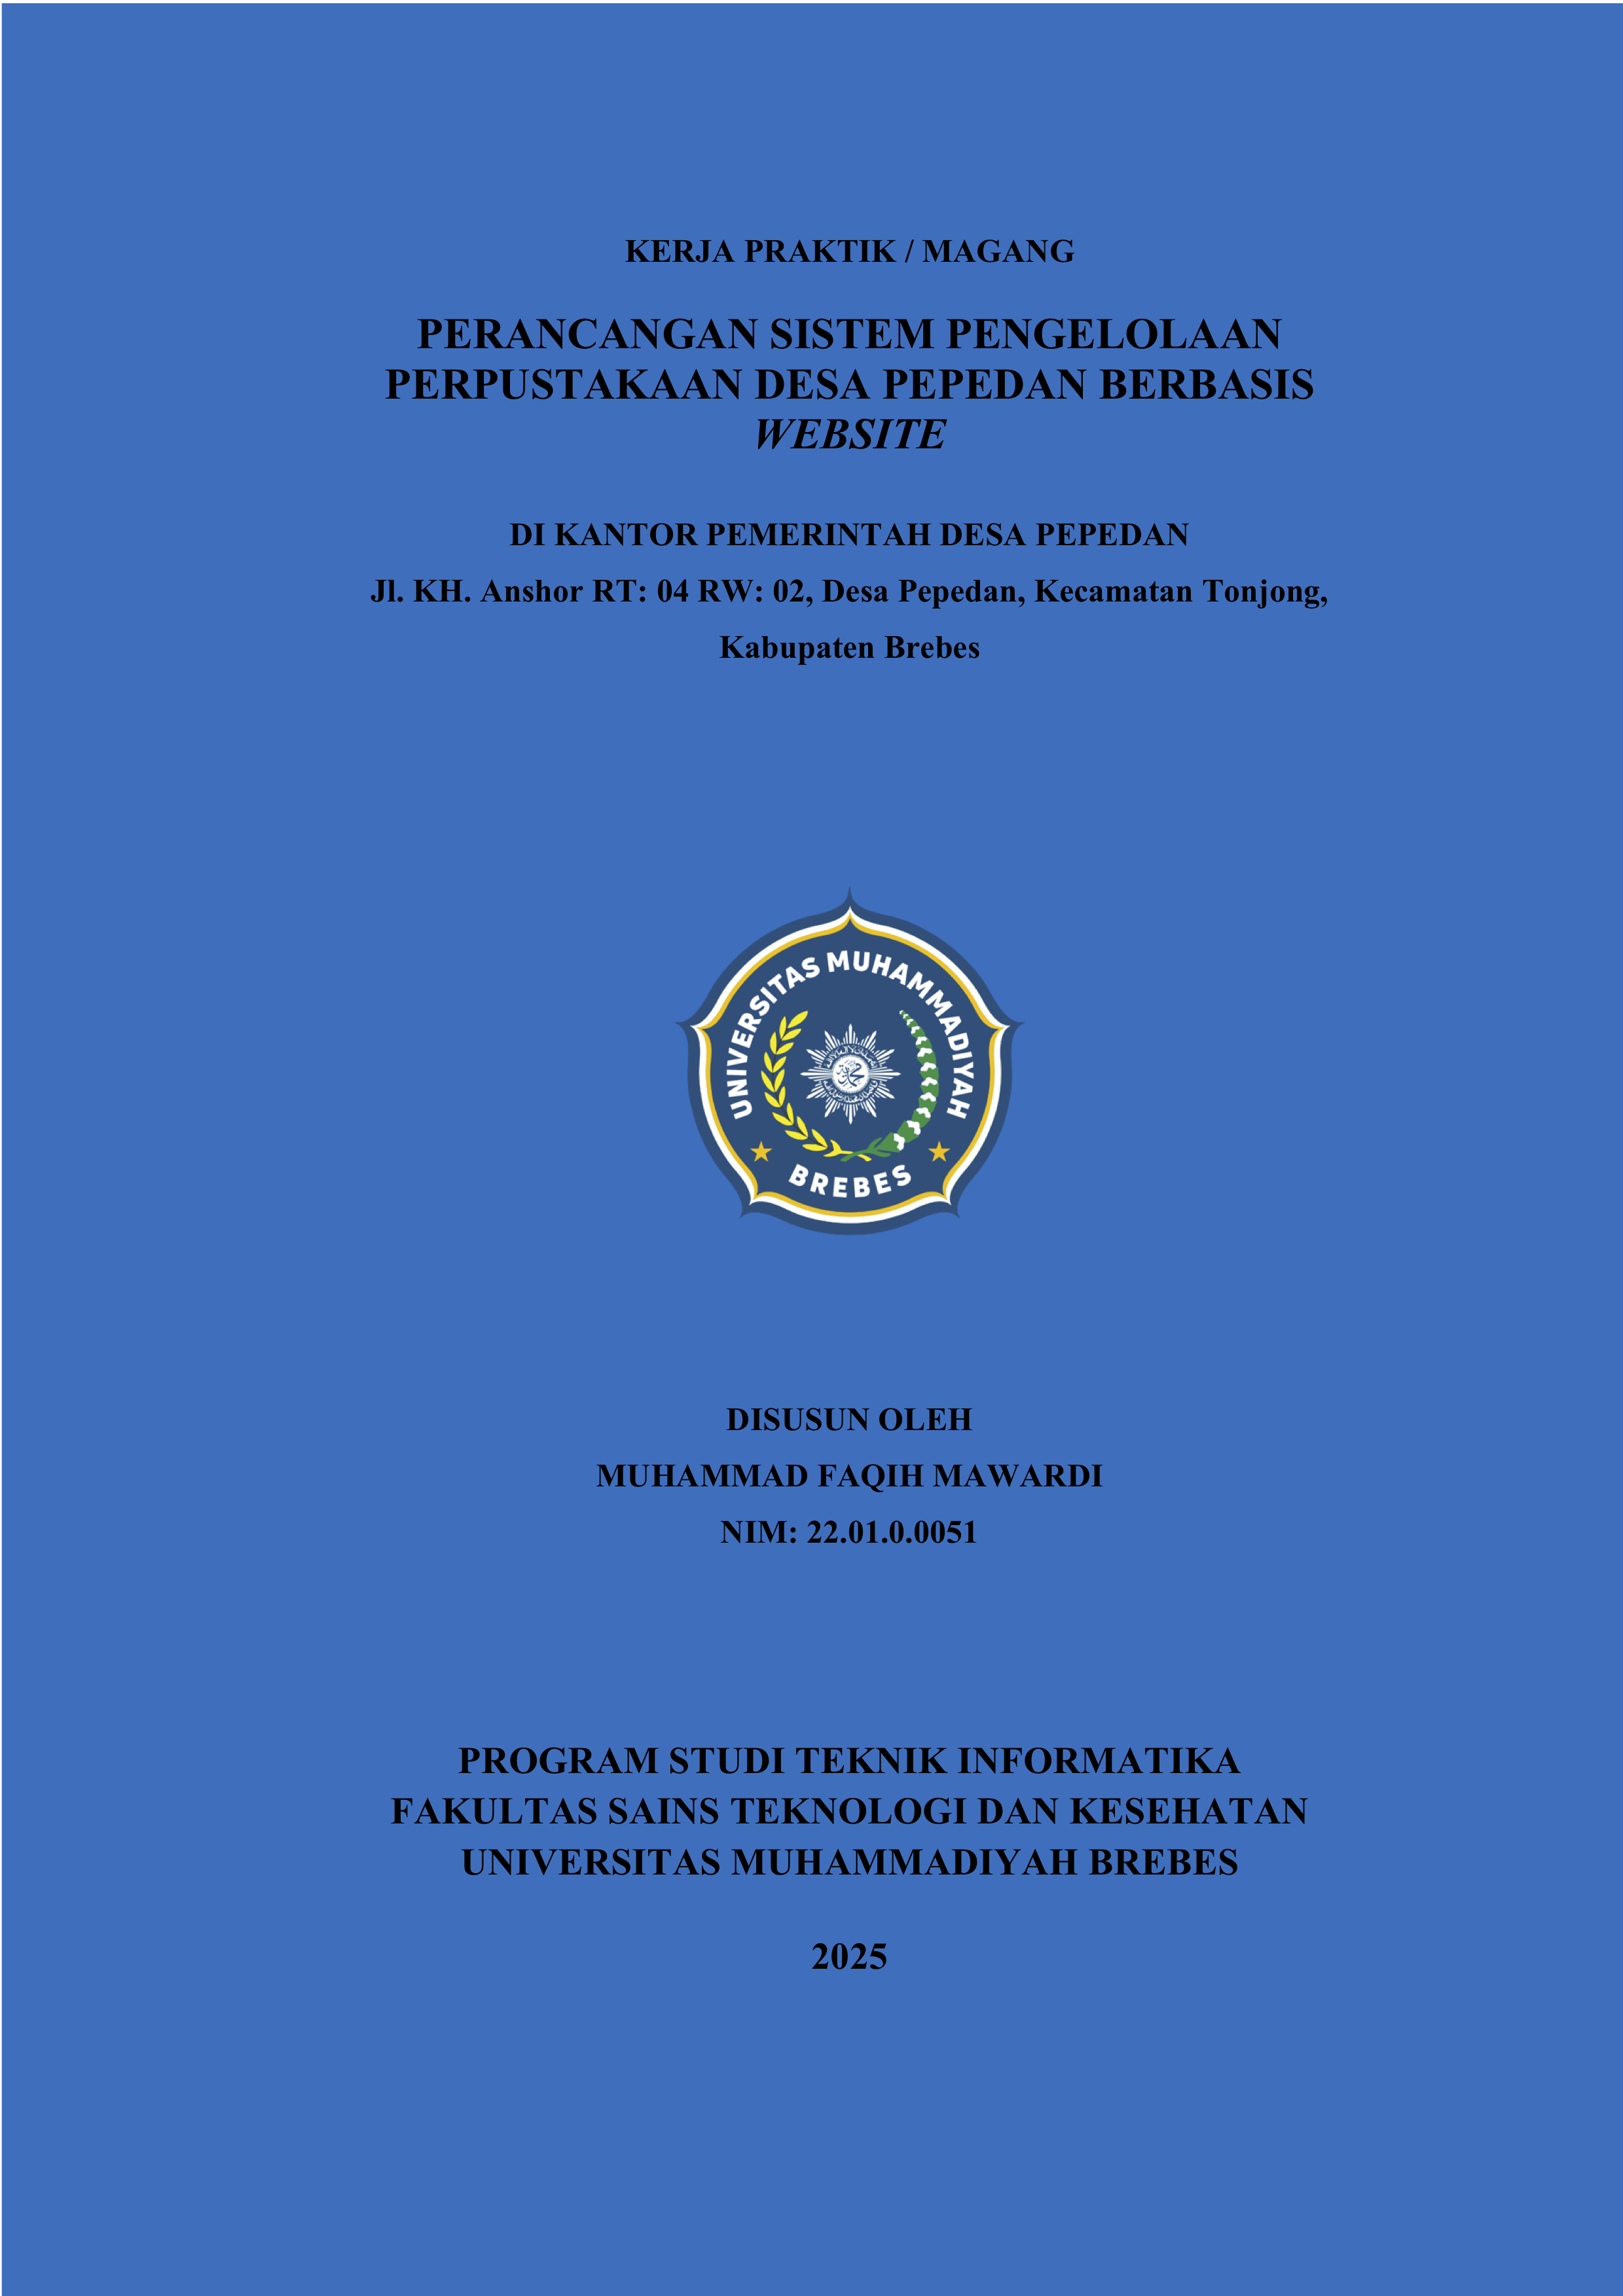 KERJA PRAKTIK / MAGANG
PERANCANGAN SISTEM PENGELOLAAN
PERPUSTAKAAN DESA PEPEDAN BERBASIS
WEBSITE
DI KANTOR PEMERINTAH DESA PEPEDAN
Jl. KH. Anshor RT: 04 RW: 02, Desa Pepedan, Kecamatan Tonjong,
Kabupaten Brebes
UNIVERSITAS MUHAMMADIYAH
BREBES
DISUSUN OLEH
MUHAMMAD FAQIH MAWARDI
NIM: 22.01.0.0051
PROGRAM STUDI TEKNIK INFORMATIKA
FAKULTAS SAINS TEKNOLOGI DAN KESEHATAN
UNIVERSITAS MUHAMMADIYAH BREBES
2025